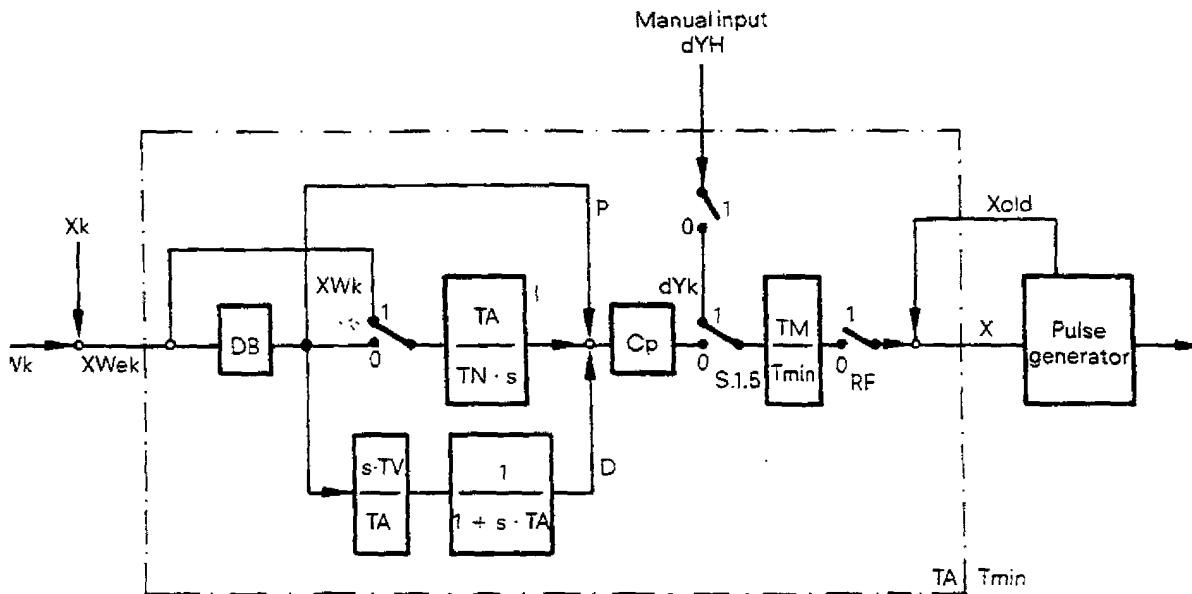 Manual input
dYH
P
1
0
Xk
Xold
XWk
1
0
TA
TN · s
I
dYk
1
0
S.1.5
TM
Tmin
1
0
RF
X
Pulse
generator
Wk
XWek
DB
Cp
s·TV
TA
1
1 + s · TA
D
TA
Tmin